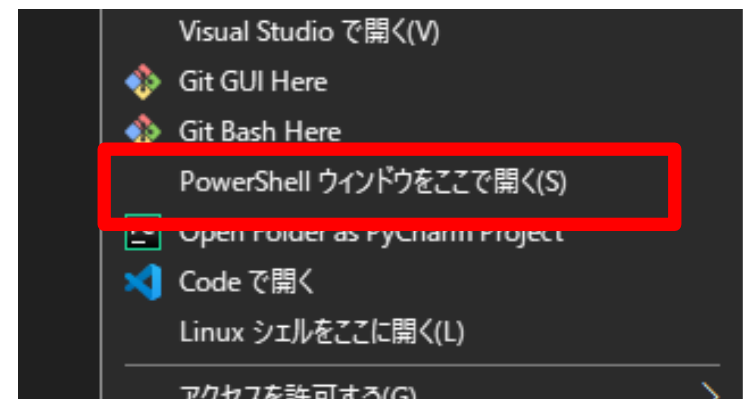 Visual Studio で開く(V)
Git GUI Here
Git Bash Here
PowerShell ウィンドウをここで開く(S)
Open Folder as PyCharm Project
Code で開く
Linux シェルをここに開く(L)
アクセスを許可する(G)